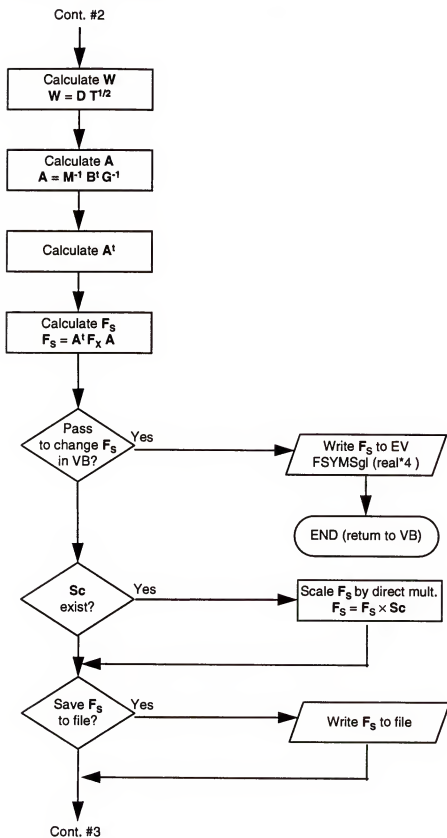 Cont. #2
Calculate W
W = D T^1/2
Calculate A
A = M^-1 B^t G^-1
Calculate A^t
Calculate F_S
F_S = A^t F_X A
Pass
to change F_S
in VB?
Yes
Write F_S to EV
FSYMSgl (real*4 )
END (return to VB)
Sc
exist?
Yes
Scale F_S by direct mult.
F_S = F_S × Sc
Save F_S
to file?
Yes
Write F_S to file
Cont. #3